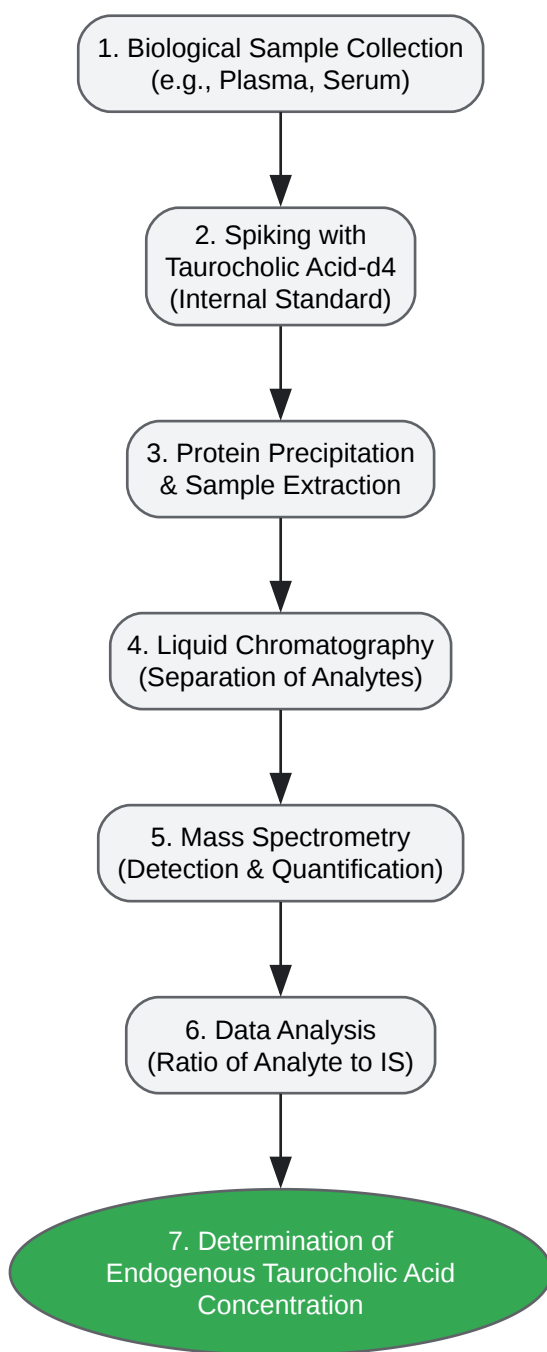 1. Biological Sample Collection
(e.g., Plasma, Serum)
2. Spiking with
Taurocholic Acid-d4
(Internal Standard)
3. Protein Precipitation
& Sample Extraction
4. Liquid Chromatography
(Separation of Analytes)
5. Mass Spectrometry
(Detection & Quantification)
6. Data Analysis
(Ratio of Analyte to IS)
7. Determination of
Endogenous Taurocholic Acid
Concentration